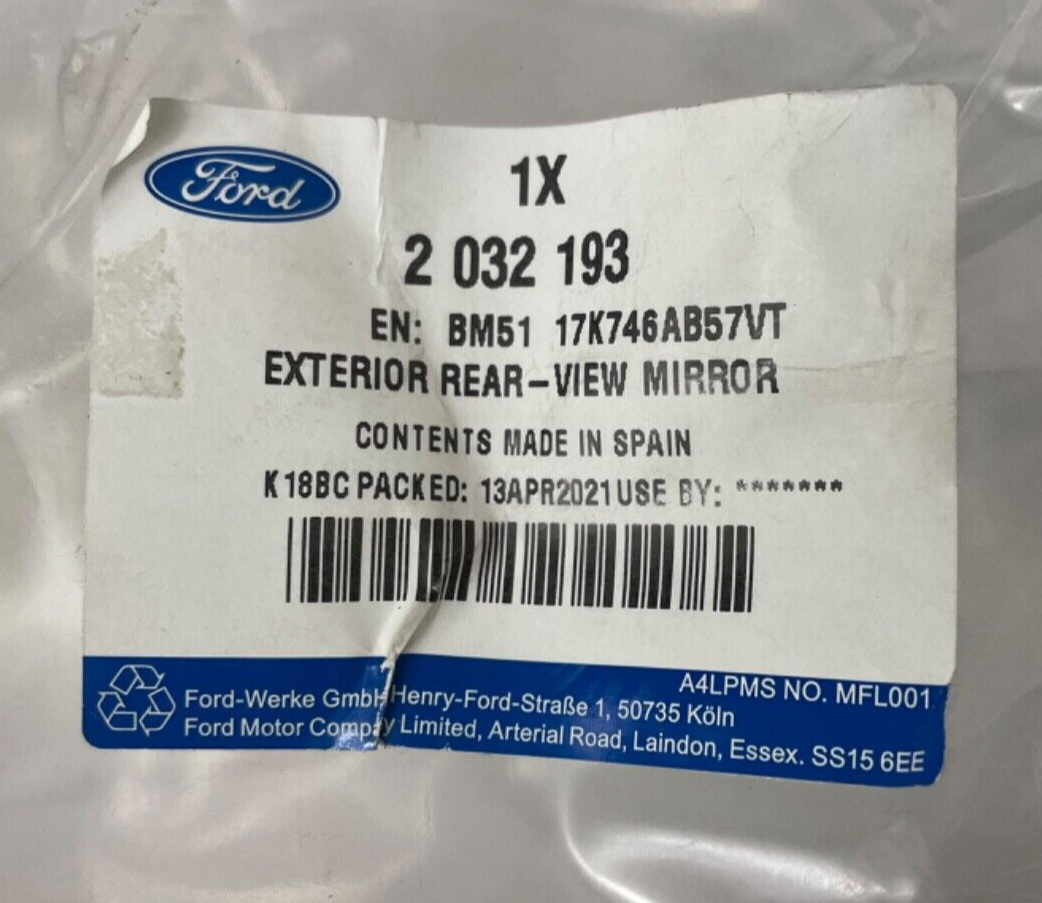 Ford
1X
2 032 193
EN: BM51 17K746AB57VT
EXTERIOR REAR-VIEW MIRROR
CONTENTS MADE IN SPAIN
K18BC PACKED: 13APR2021 USE BY: *******
A4LPMS NO. MFL001
Ford-Werke GmbH Henry-Ford-Straße 1, 50735 Köln
Ford Motor Compay Limited, Arterial Road, Laindon, Essex. SS15 6EE